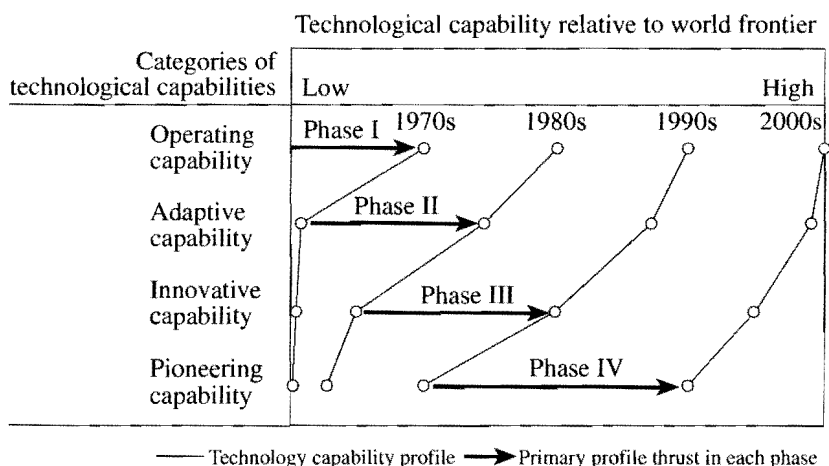 Technological capability relative to world frontier
Categories of
technological capabilities
Low
High
1970s
1980s
1990s
2000s
Operating
capability
Phase I
Adaptive
capability
Phase II
Innovative
capability
Phase III
Pioneering
capability
Phase IV
Technology capability profile
Primary profile thrust in each phase